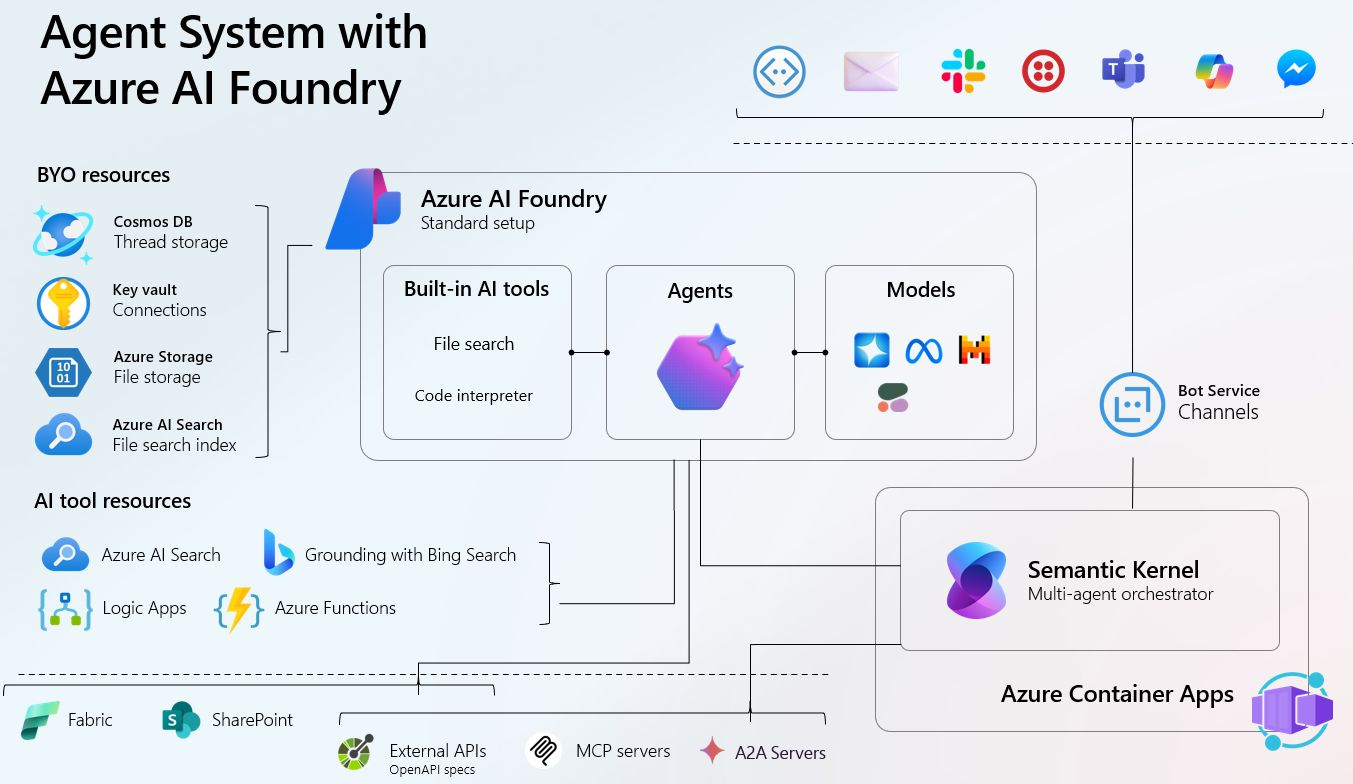 Agent System with
Azure AI Foundry
BYO resources
Cosmos DB
Thread storage
Key vault
Connections
Azure Storage
File storage
10
01
Azure AI Search
File search index
Azure AI Foundry
Standard setup
Built-in AI tools
File search
Code interpreter
Agents
Models
T
Bot Service
Channels
AI tool resources
Azure AI Search
Grounding with Bing Search
Logic Apps
Azure Functions
Semantic Kernel
Multi-agent orchestrator
Azure Container Apps
Fabric
S
SharePoint
External APIs
OpenAPI specs
MCP servers
A2A Servers